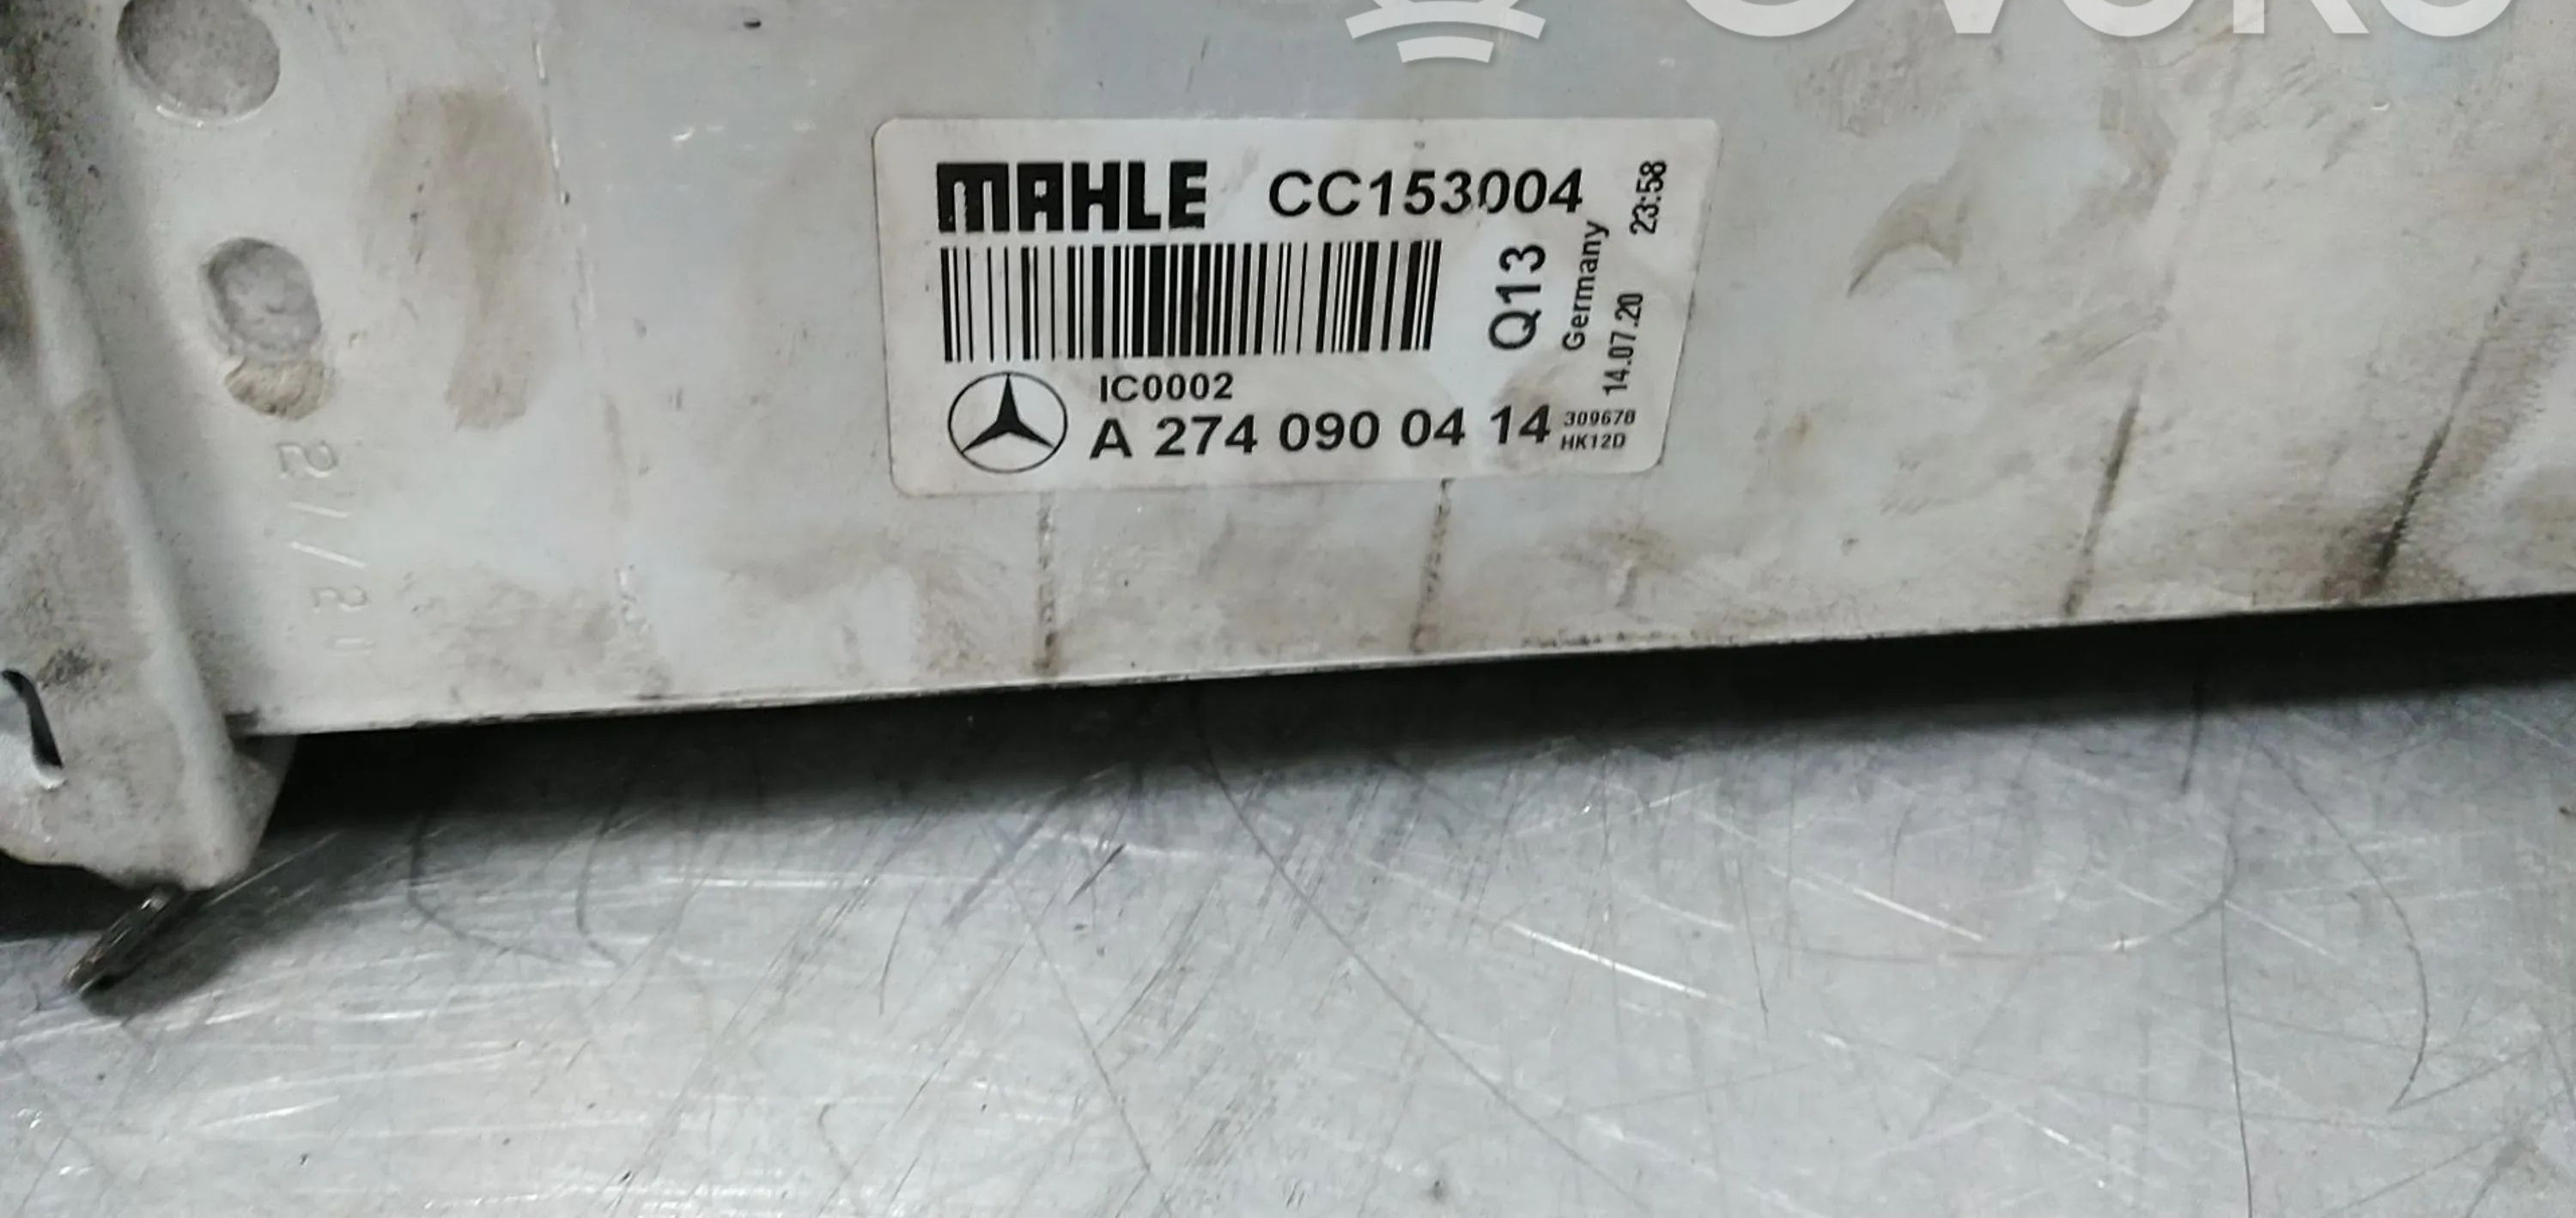 MAHLE CC153004
Q13
Germany
14.07.20 23:58
IC0002
A 274 090 04 14
309678
HK12D